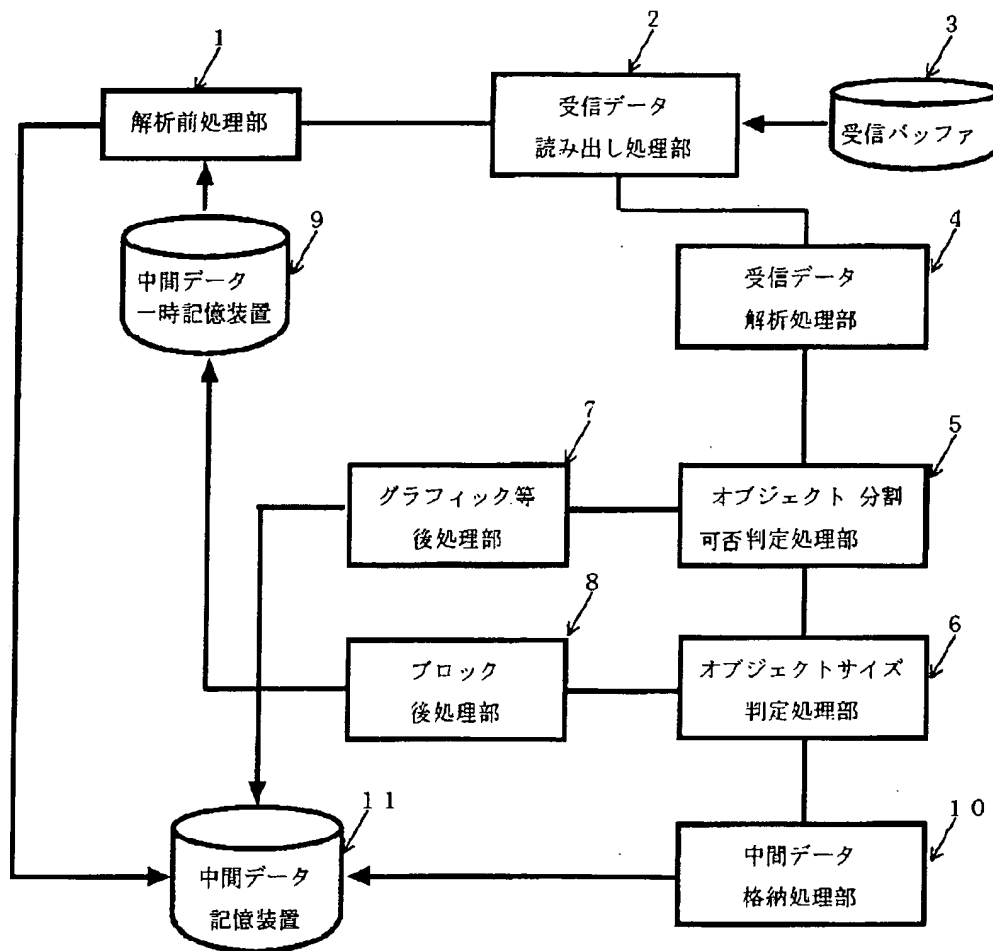 1
2
3
解析前処理部
受信データ
読み出し処理部
受信バッファ
9
中間データ
一時記憶装置
4
受信データ
解析処理部
7
グラフィック等
後処理部
5
オブジェクト 分割
可否判定処理部
8
ブロック
後処理部
6
オブジェクトサイズ
判定処理部
11
中間データ
記憶装置
10
中間データ
格納処理部